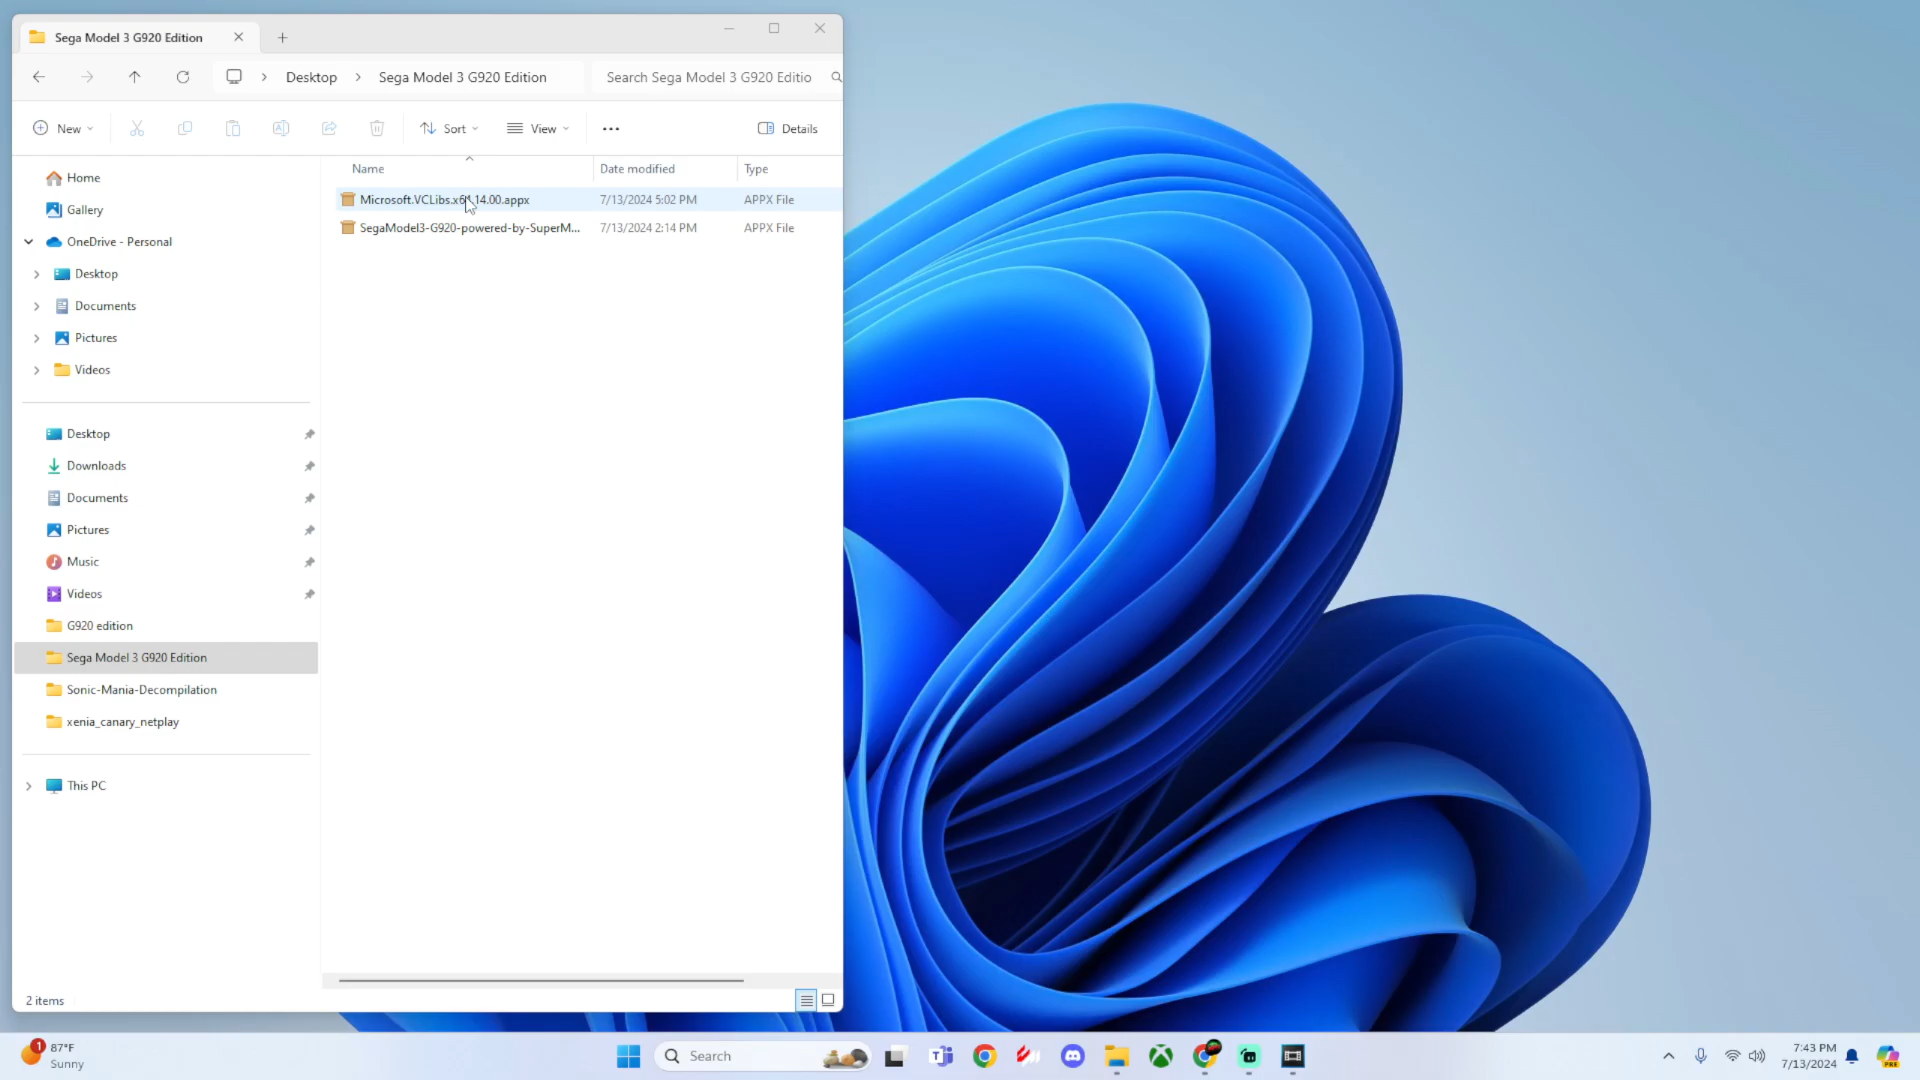 Sega Model 3 G920 Edition
Desktop
Sega Model 3 G920 Edition
Search Sega Model 3 G920 Editio
New
Sort
View
Details
Name
Date modified
Type
Microsoft.VCLibs.x64.14.00.appx
7/13/2024 5:02 PM
APPX File
SegaModel3-G920-powered-by-SuperM...
7/13/2024 2:14 PM
APPX File
Home
Gallery
OneDrive - Personal
Desktop
Documents
Pictures
Videos
Desktop
Downloads
Documents
Pictures
Music
Videos
G920 edition
Sega Model 3 G920 Edition
Sonic-Mania-Decompilation
xenia_canary_netplay
This PC
2 items
1
87°F
Sunny
Search
7:43 PM
7/13/2024
PRE